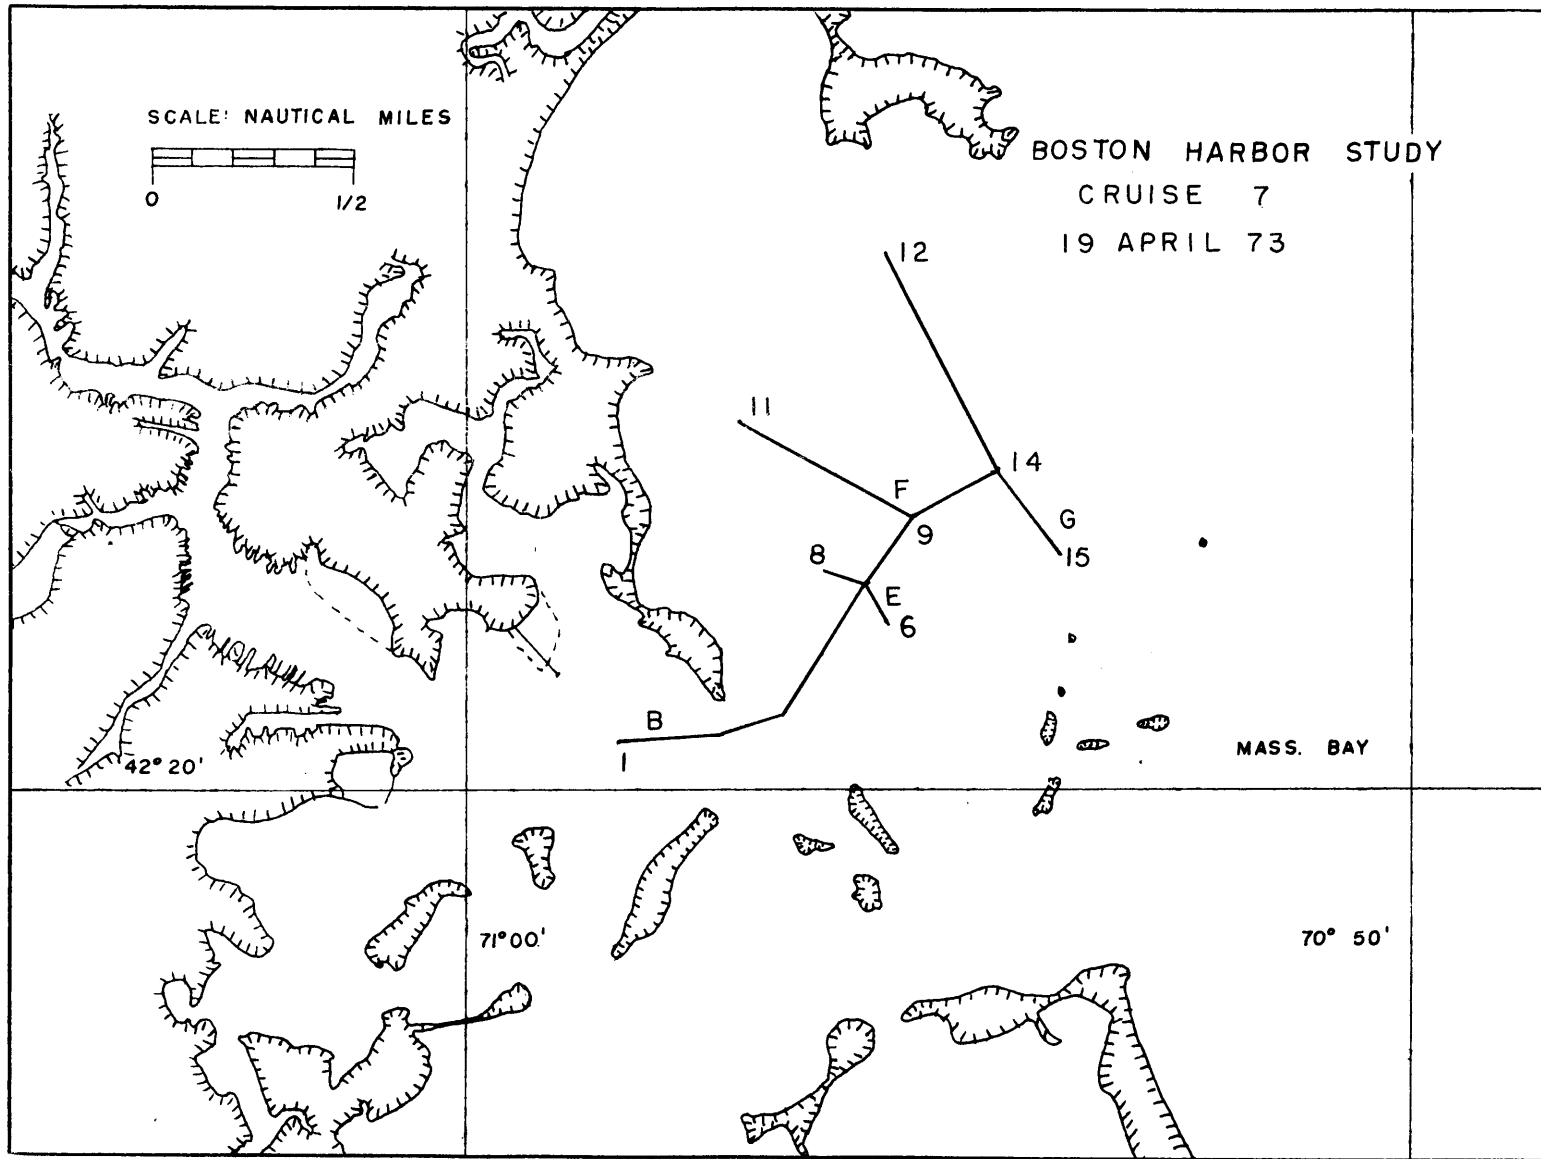 SCALE: NAUTICAL MILES
0 1/2
BOSTON HARBOR STUDY
CRUISE 7
19 APRIL 73
12
11
14
F
G
9
15
8
E
6
B
1
42° 20'
MASS. BAY
71° 00'
70° 50'